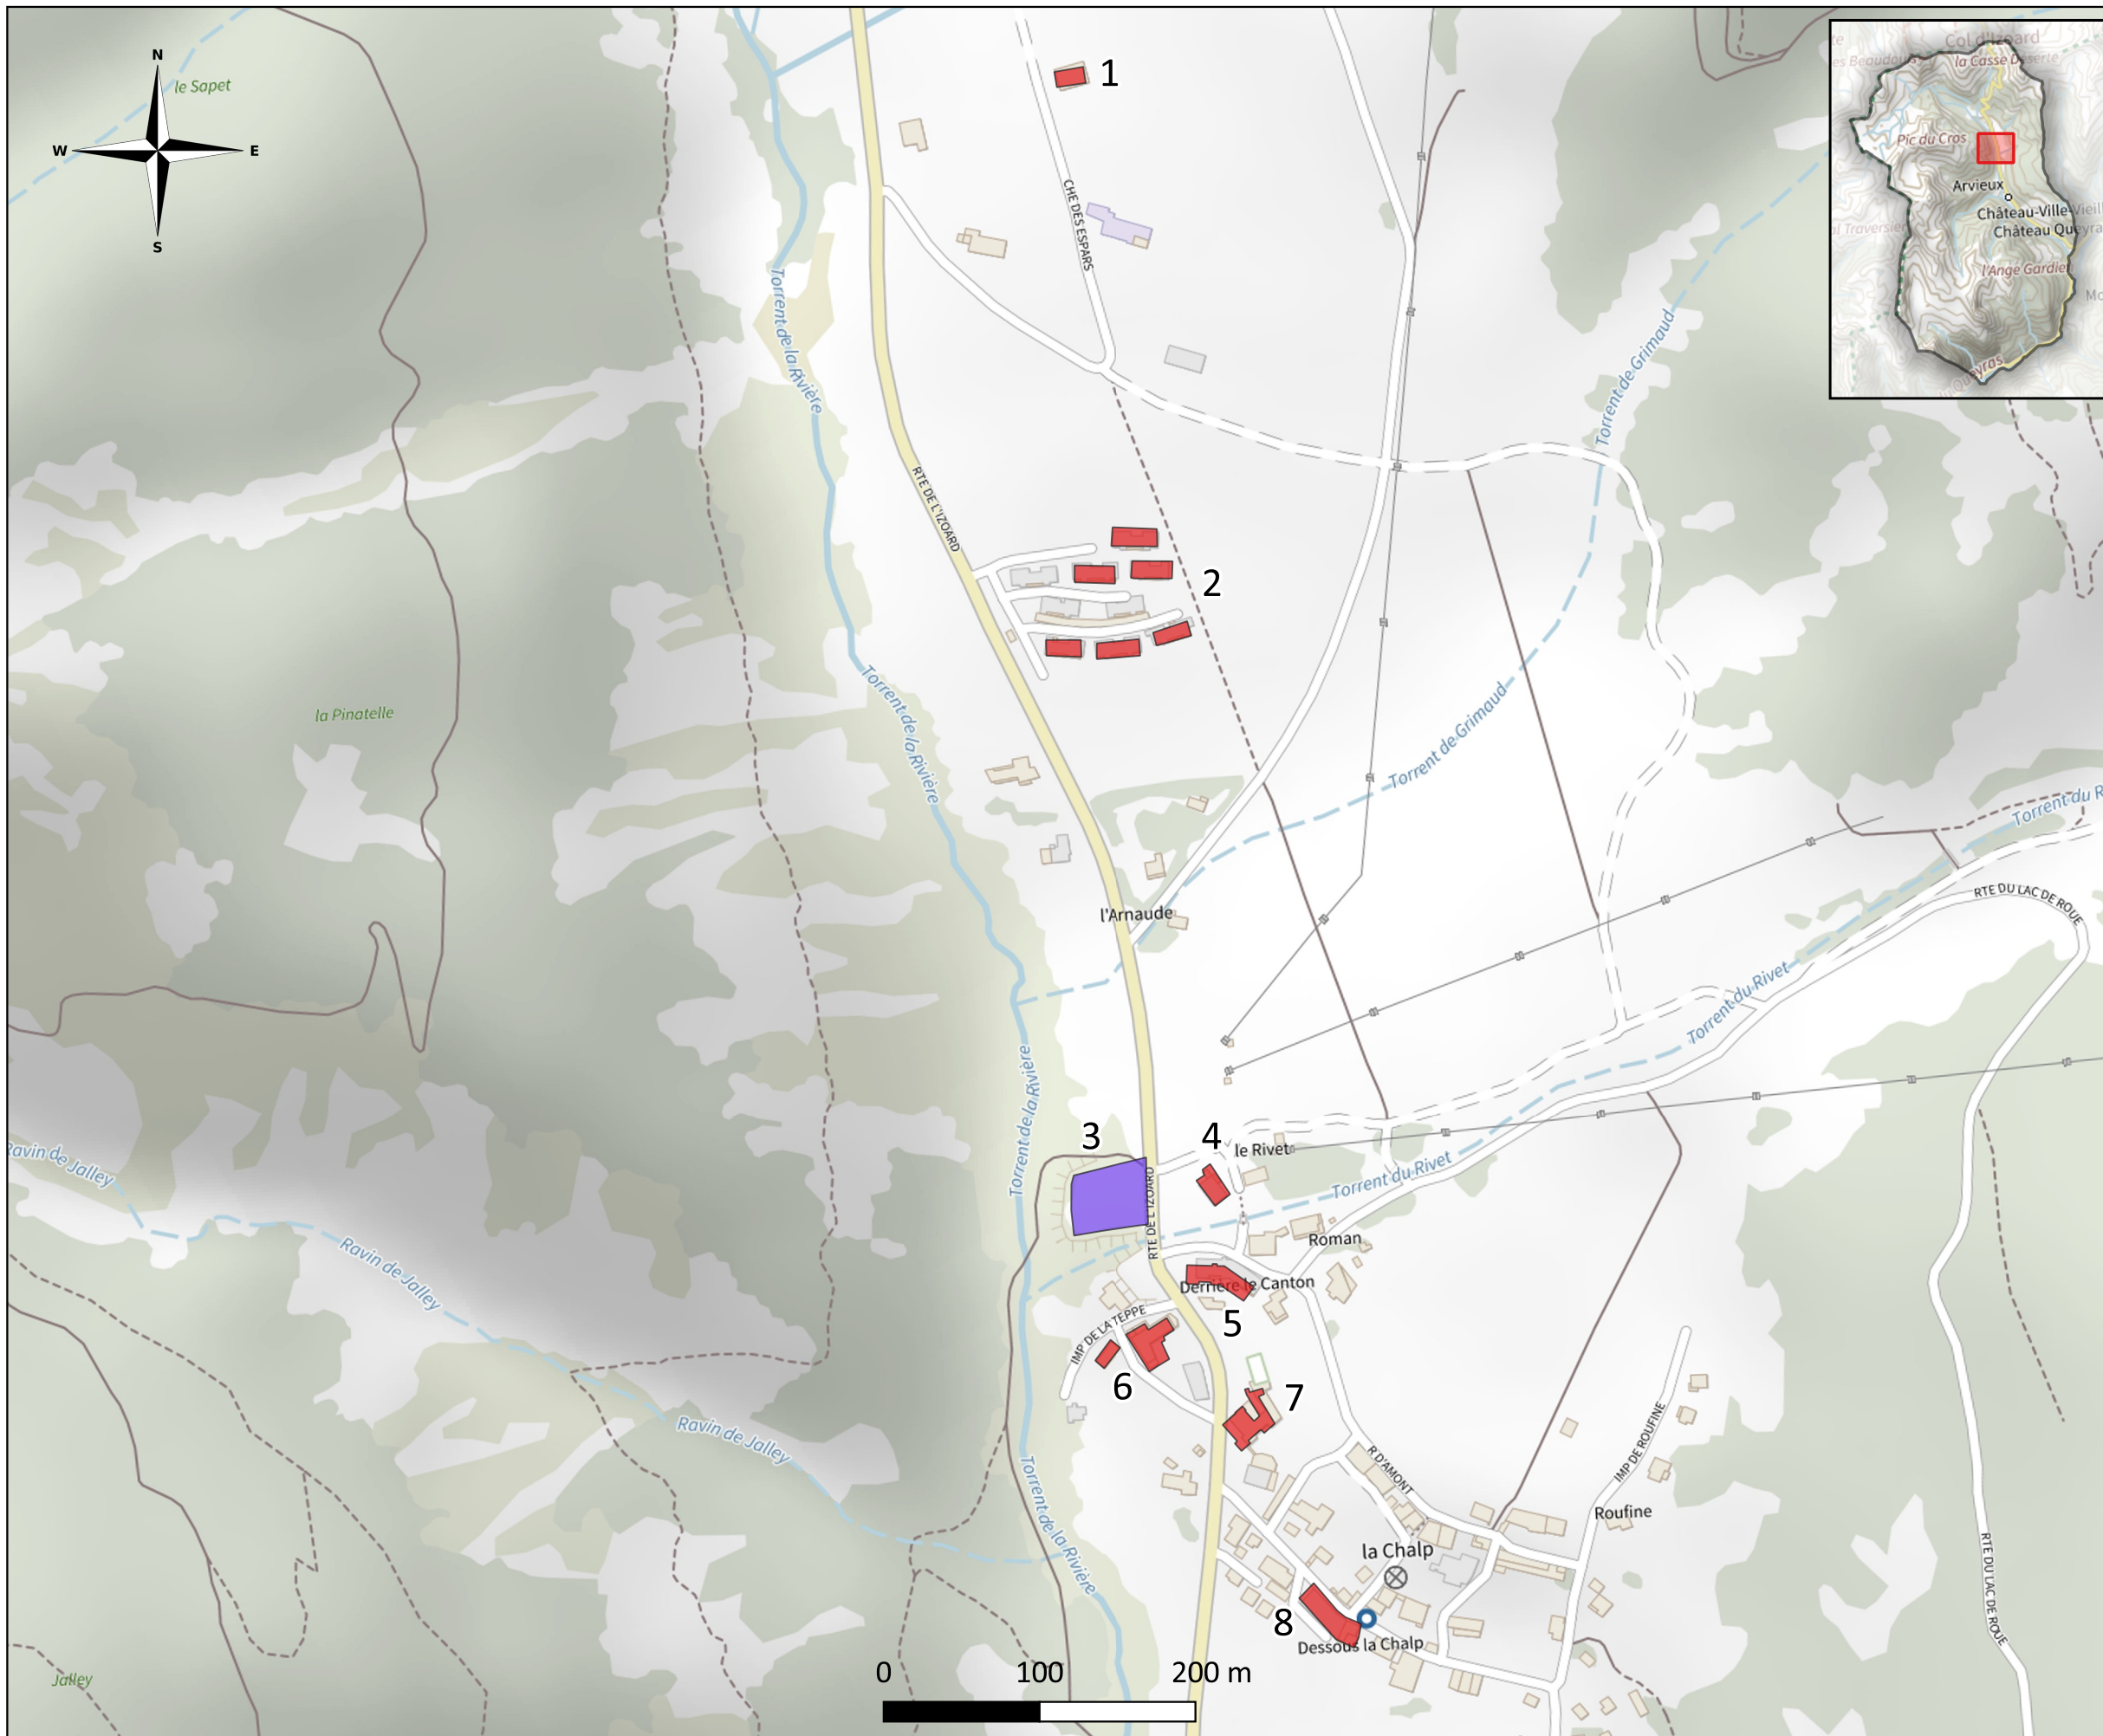 N
W
E
S
le Sapet
Col d'Izoard
la Casse Déserte
Pic du Cros
Arvieux
Château-Ville-Vieill
Château Queyra
l'Ange Gardie
Queyras
1
CHE DES ESPARS
Torrent de la Rivière
Torrent de Grimaud
RTE DE L'IZOARD
2
Torrent de la Rivière
la Pinatelle
Torrent de Grimaud
Torrent du R
RTE DU LAC DE ROUE
l'Arnaude
Torrent du Rivet
Torrent de la Rivière
3
4
le Rivet
Ravin de Jalley
Torrent du Rivet
RTE DE L'IZOARD
Ravin de Jalley
Roman
Derrière le Canton
5
IMP DE LA TEPPE
6
7
Ravin de Jalley
R D'AMONT
IMP DE ROUFINE
Roufine
Torrent de la Rivière
la Chalp
RTE DU LAC DE ROUE
8
Dessous la Chalp
Jalley
0 100 200 m